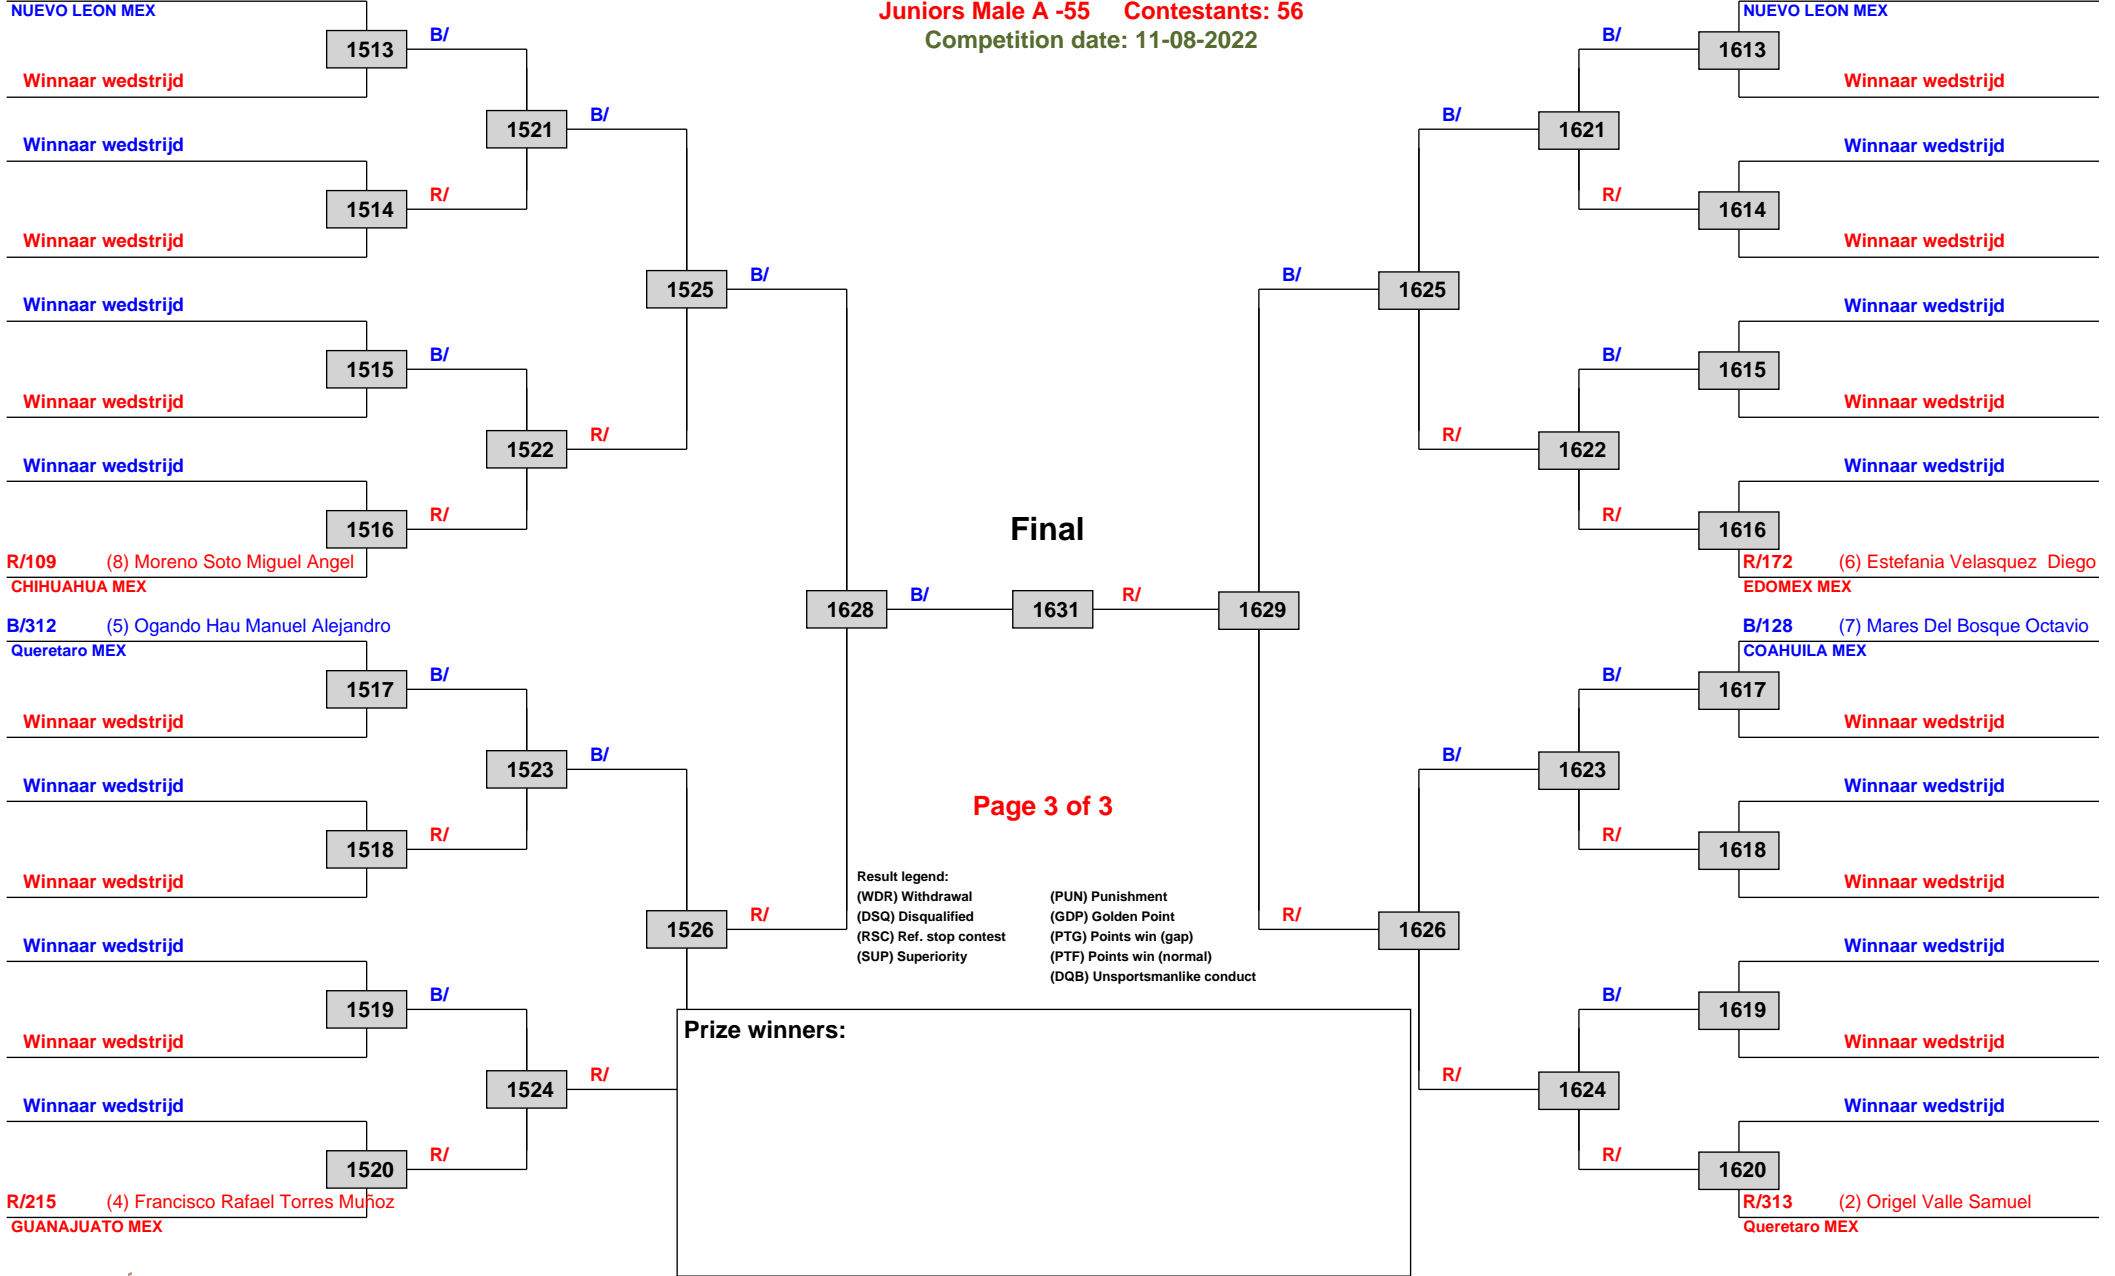 Juniors Male A -55 Contestants: 56
Competition date: 11-08-2022
NUEVO LEON MEX
1513
B/
Winnaar wedstrijd
1521
B/
Winnaar wedstrijd
1514
R/
Winnaar wedstrijd
1525
B/
Winnaar wedstrijd
1515
B/
Winnaar wedstrijd
1522
R/
Winnaar wedstrijd
1516
R/
R/109 (8) Moreno Soto Miguel Angel
CHIHUAHUA MEX
B/312 (5) Ogando Hau Manuel Alejandro
Queretaro MEX
1517
B/
Winnaar wedstrijd
1523
B/
Winnaar wedstrijd
1518
R/
Winnaar wedstrijd
1526
R/
Winnaar wedstrijd
1519
B/
Winnaar wedstrijd
1524
R/
Winnaar wedstrijd
1520
R/
R/215 (4) Francisco Rafael Torres Muñoz
GUANAJUATO MEX
Final
1628
B/
1631
R/
1629
Page 3 of 3
Result legend:
(WDR) Withdrawal
(DSQ) Disqualified
(RSC) Ref. stop contest
(SUP) Superiority
(PUN) Punishment
(GDP) Golden Point
(PTG) Points win (gap)
(PTF) Points win (normal)
(DQB) Unsportsmanlike conduct
Prize winners:
NUEVO LEON MEX
B/
1613
Winnaar wedstrijd
B/
1621
Winnaar wedstrijd
R/
1614
Winnaar wedstrijd
B/
1625
Winnaar wedstrijd
B/
1615
Winnaar wedstrijd
R/
1622
Winnaar wedstrijd
R/
1616
R/172 (6) Estefania Velasquez Diego
EDOMEX MEX
B/128 (7) Mares Del Bosque Octavio
COAHUILA MEX
B/
1617
Winnaar wedstrijd
B/
1623
Winnaar wedstrijd
R/
1618
Winnaar wedstrijd
R/
1626
Winnaar wedstrijd
B/
1619
Winnaar wedstrijd
R/
1624
Winnaar wedstrijd
R/
1620
R/313 (2) Origel Valle Samuel
Queretaro MEX